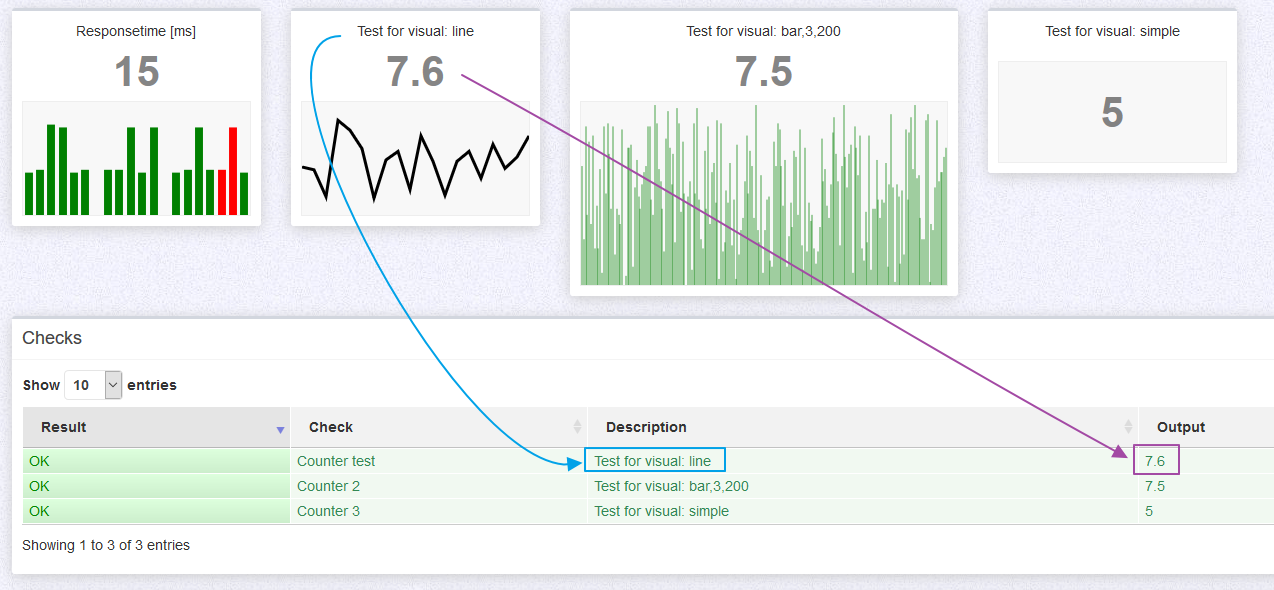 Responsetime [ms]
15
Test for visual: line
7.6
Test for visual: bar,3,200
7.5
Test for visual: simple
5
Checks
Show 10 entries
Result Check Description Output
OK Counter test Test for visual: line 7.6
OK Counter 2 Test for visual: bar,3,200 7.5
OK Counter 3 Test for visual: simple 5
Showing 1 to 3 of 3 entries